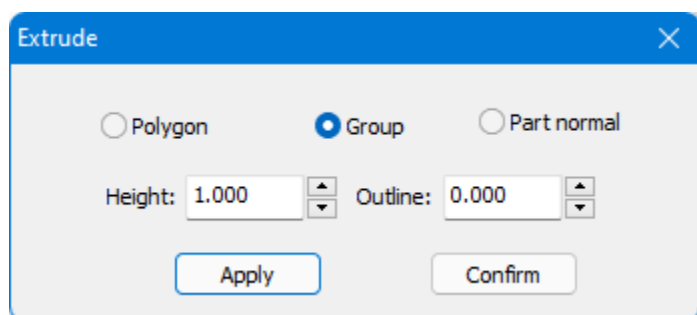 Extrude
Polygon Group Part normal
Height: 1.000 Outline: 0.000
Apply Confirm